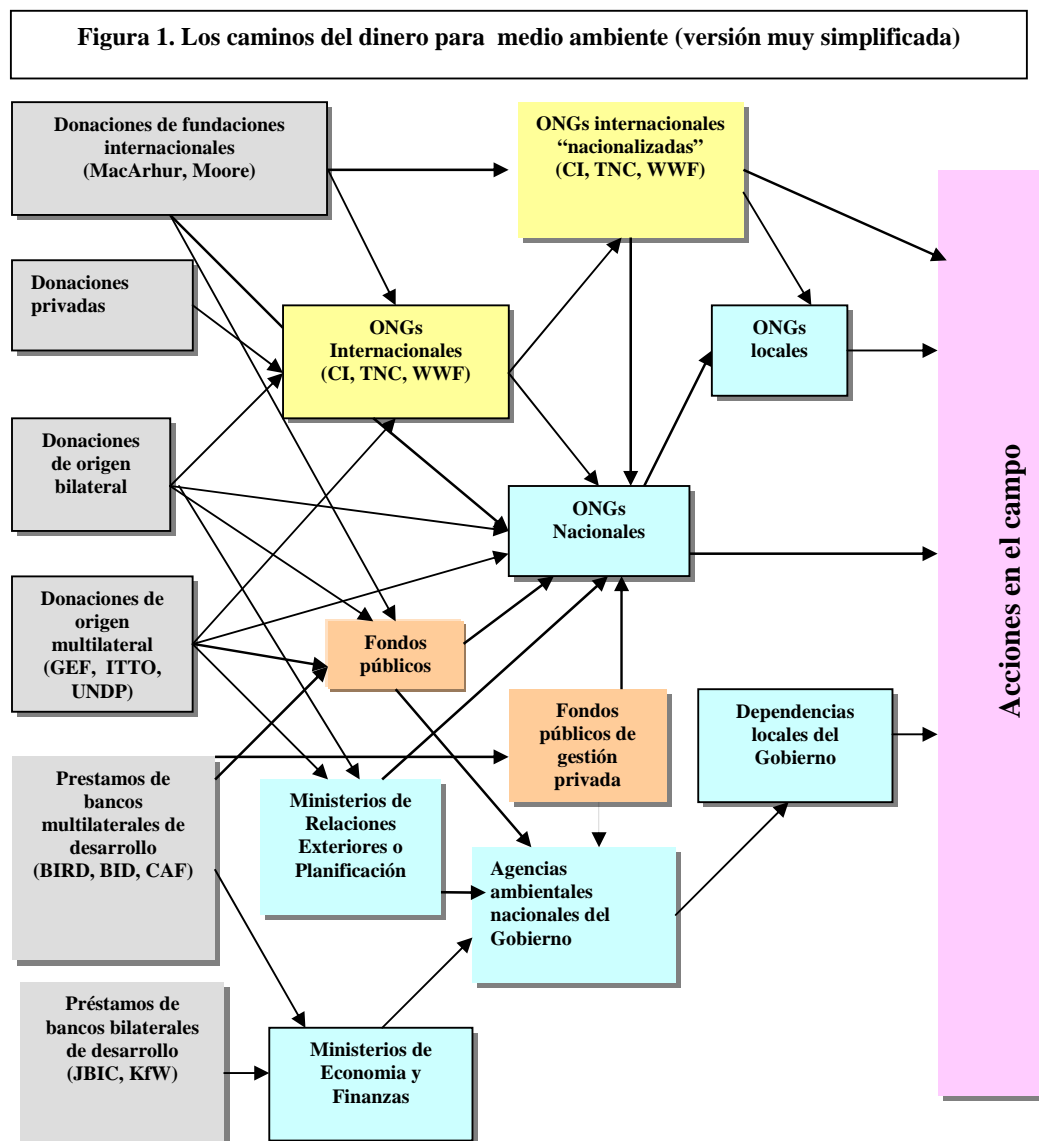 Figura 1. Los caminos del dinero para medio ambiente (versión muy simplificada)
Donaciones de fundaciones
internacionales
(MacArhur, Moore)
ONGs internacionales
“nacionalizadas”
(CI, TNC, WWF)
Donaciones
privadas
ONGs
Internacionales
(CI, TNC, WWF)
ONGs
locales
Donaciones
de origen
bilateral
ONGs
Nacionales
Acciones en el campo
Donaciones de
origen
multilateral
(GEF, ITTO,
UNDP)
Fondos
públicos
Fondos
públicos de
gestión
privada
Dependencias
locales del
Gobierno
Prestamos de
bancos
multilaterales de
desarrollo
(BIRD, BID, CAF)
Ministerios de
Relaciones
Exteriores o
Planificación
Agencias
ambientales
nacionales del
Gobierno
Préstamos de
bancos bilaterales
de desarrollo
(JBIC, KfW)
Ministerios de
Economia y
Finanzas